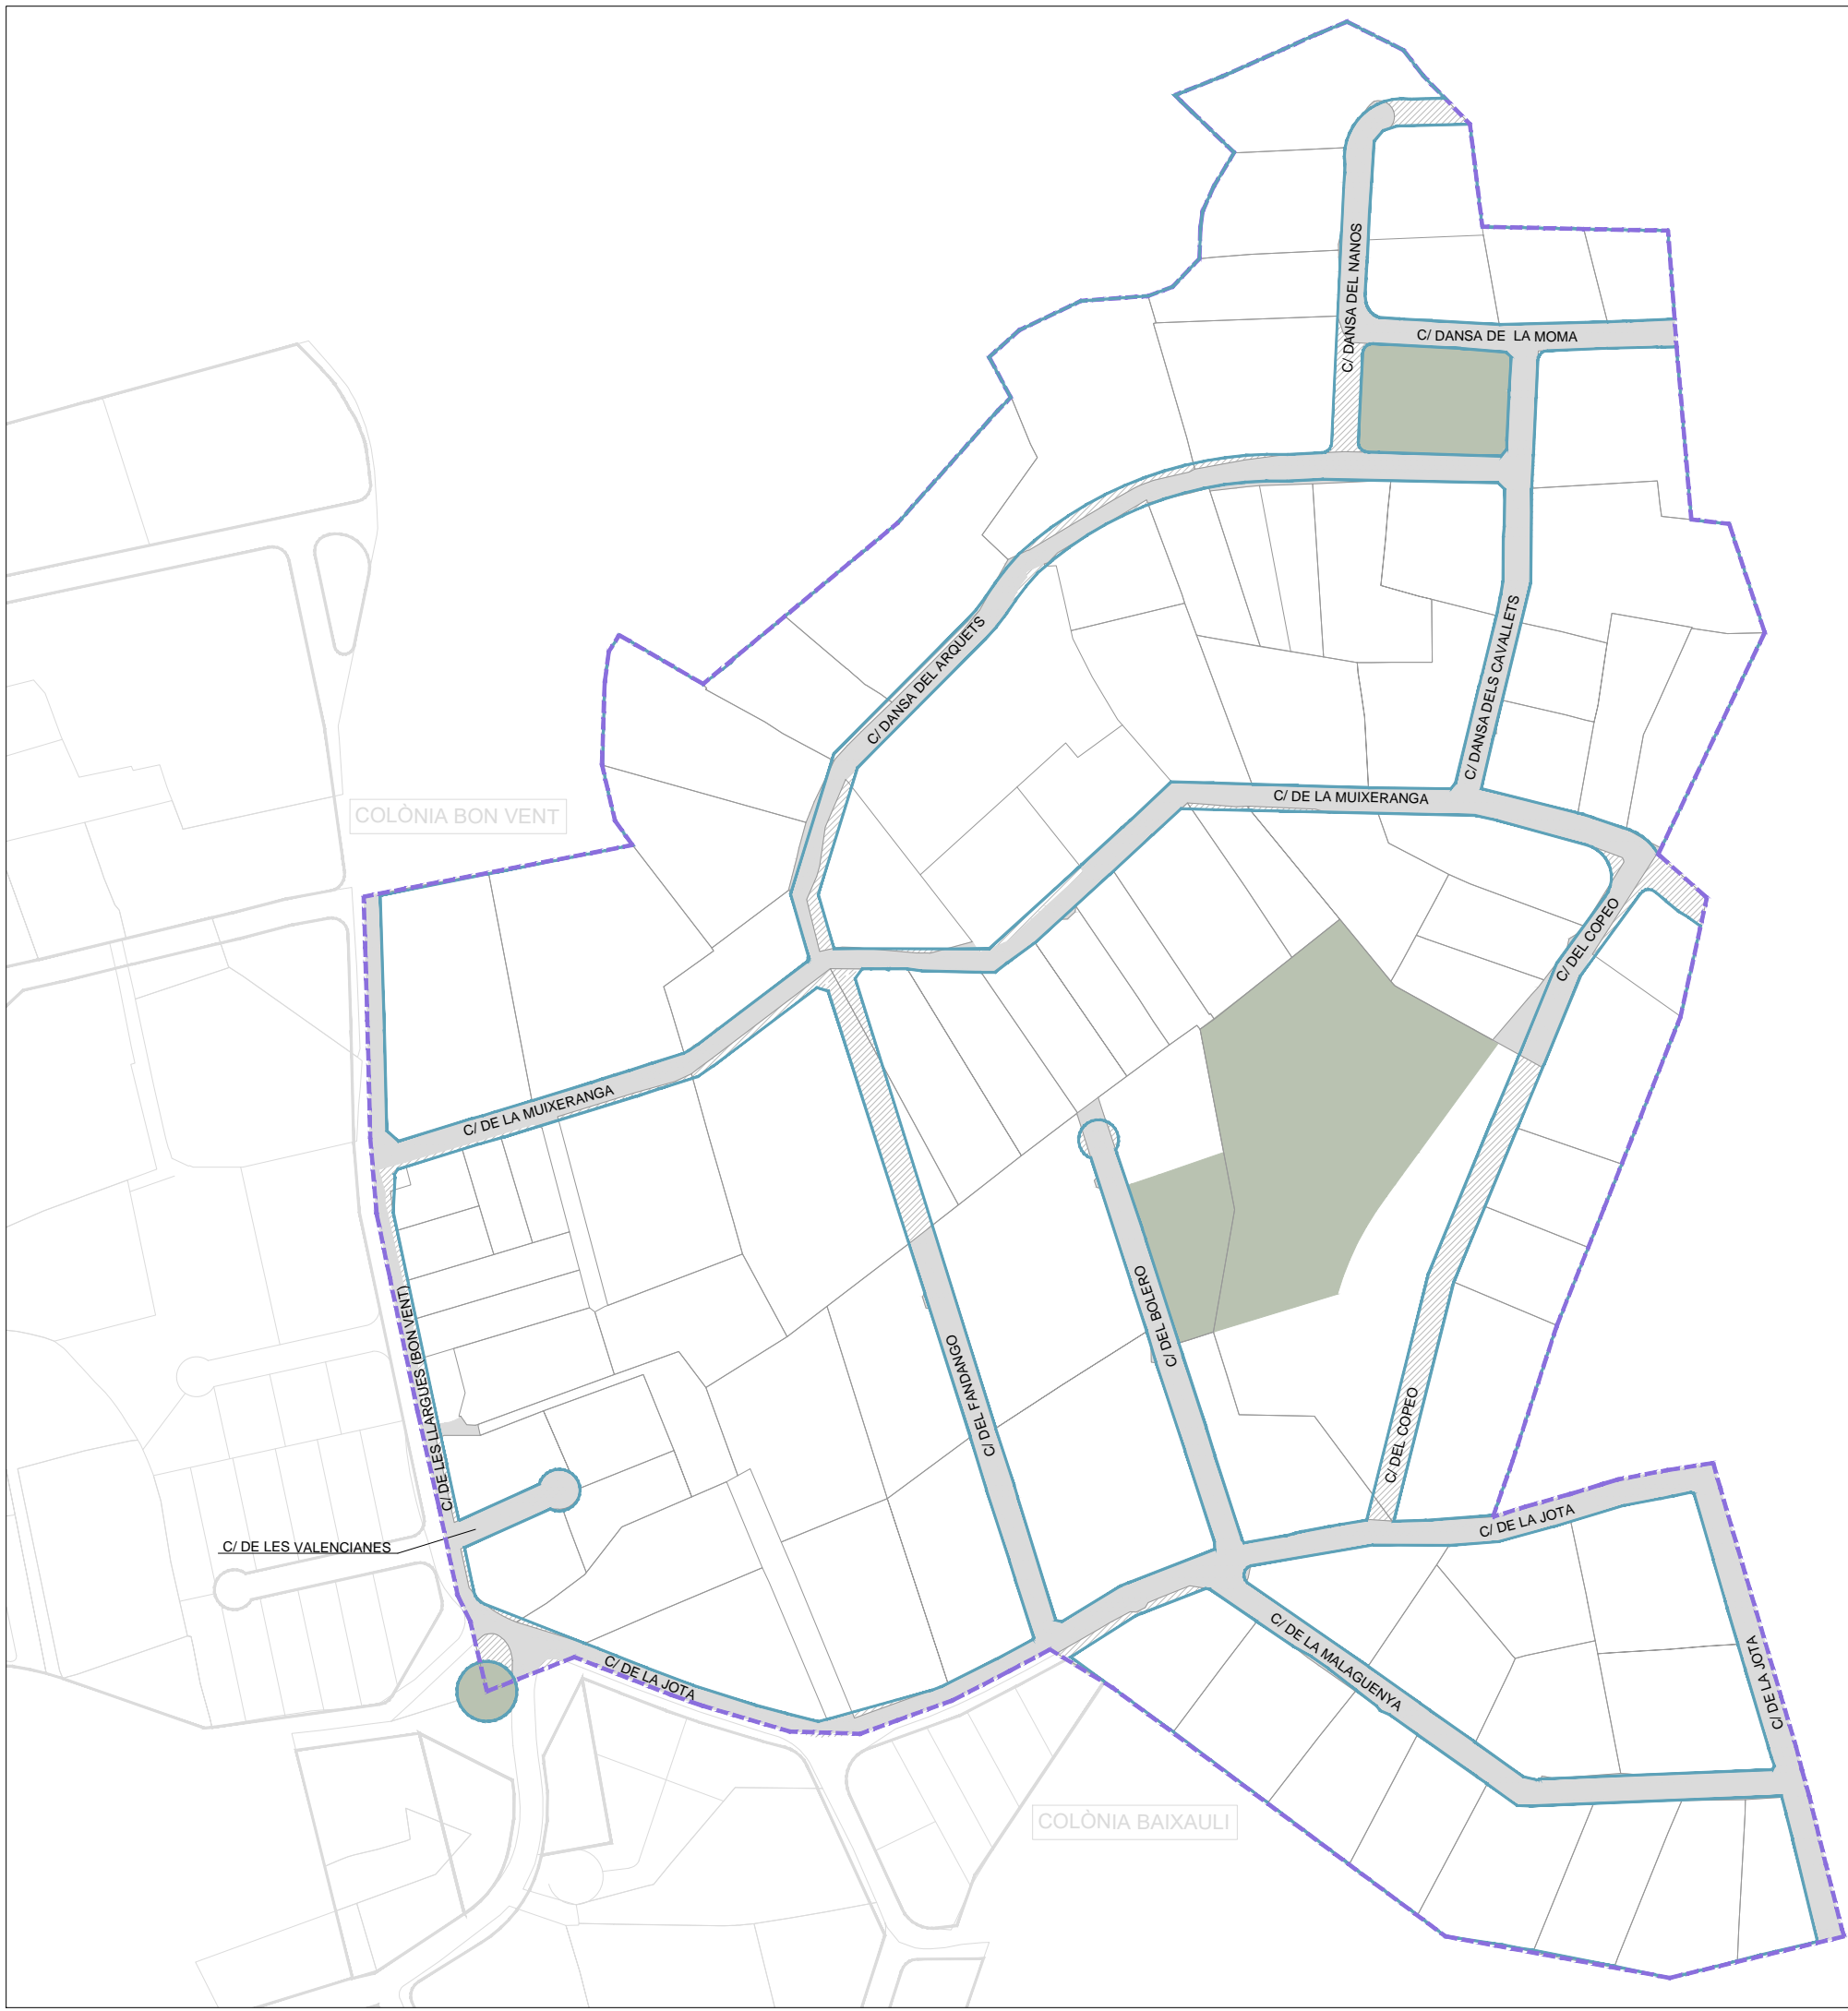 C/ DANSA DEL NANOS
C/ DANSA DE  LA MOMA
C/ DANSA DEL ARQUETS
C/ DANSA DELS CAVALLETS
C/ DE LA MUIXERANGA
COLÒNIA BON VENT
C/ DEL COPEO
C/ DE LA MUIXERANGA
C/ DE LES LLARGUES (BON VENT)
C/ DEL BOLERO
C/ DEL FANDANGO
C/ DEL COPEO
C/ DE LES VALENCIANES
C/ DE LA JOTA
C/ DE LA JOTA
C/ DE LA MALAGUENYA
C/ DE LA JOTA
COLÒNIA BAIXAULI